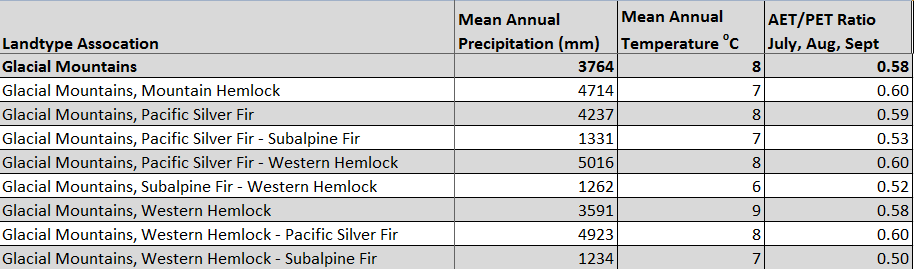 Landtype Assocation Mean Annual Precipitation (mm) Mean Annual Temperature °C AET/PET Ratio July, Aug, Sept
Glacial Mountains 3764 8 0.58
Glacial Mountains, Mountain Hemlock 4714 7 0.60
Glacial Mountains, Pacific Silver Fir 4237 8 0.59
Glacial Mountains, Pacific Silver Fir - Subalpine Fir 1331 7 0.53
Glacial Mountains, Pacific Silver Fir - Western Hemlock 5016 8 0.60
Glacial Mountains, Subalpine Fir - Western Hemlock 1262 6 0.52
Glacial Mountains, Western Hemlock 3591 9 0.58
Glacial Mountains, Western Hemlock - Pacific Silver Fir 4923 8 0.60
Glacial Mountains, Western Hemlock - Subalpine Fir 1234 7 0.50